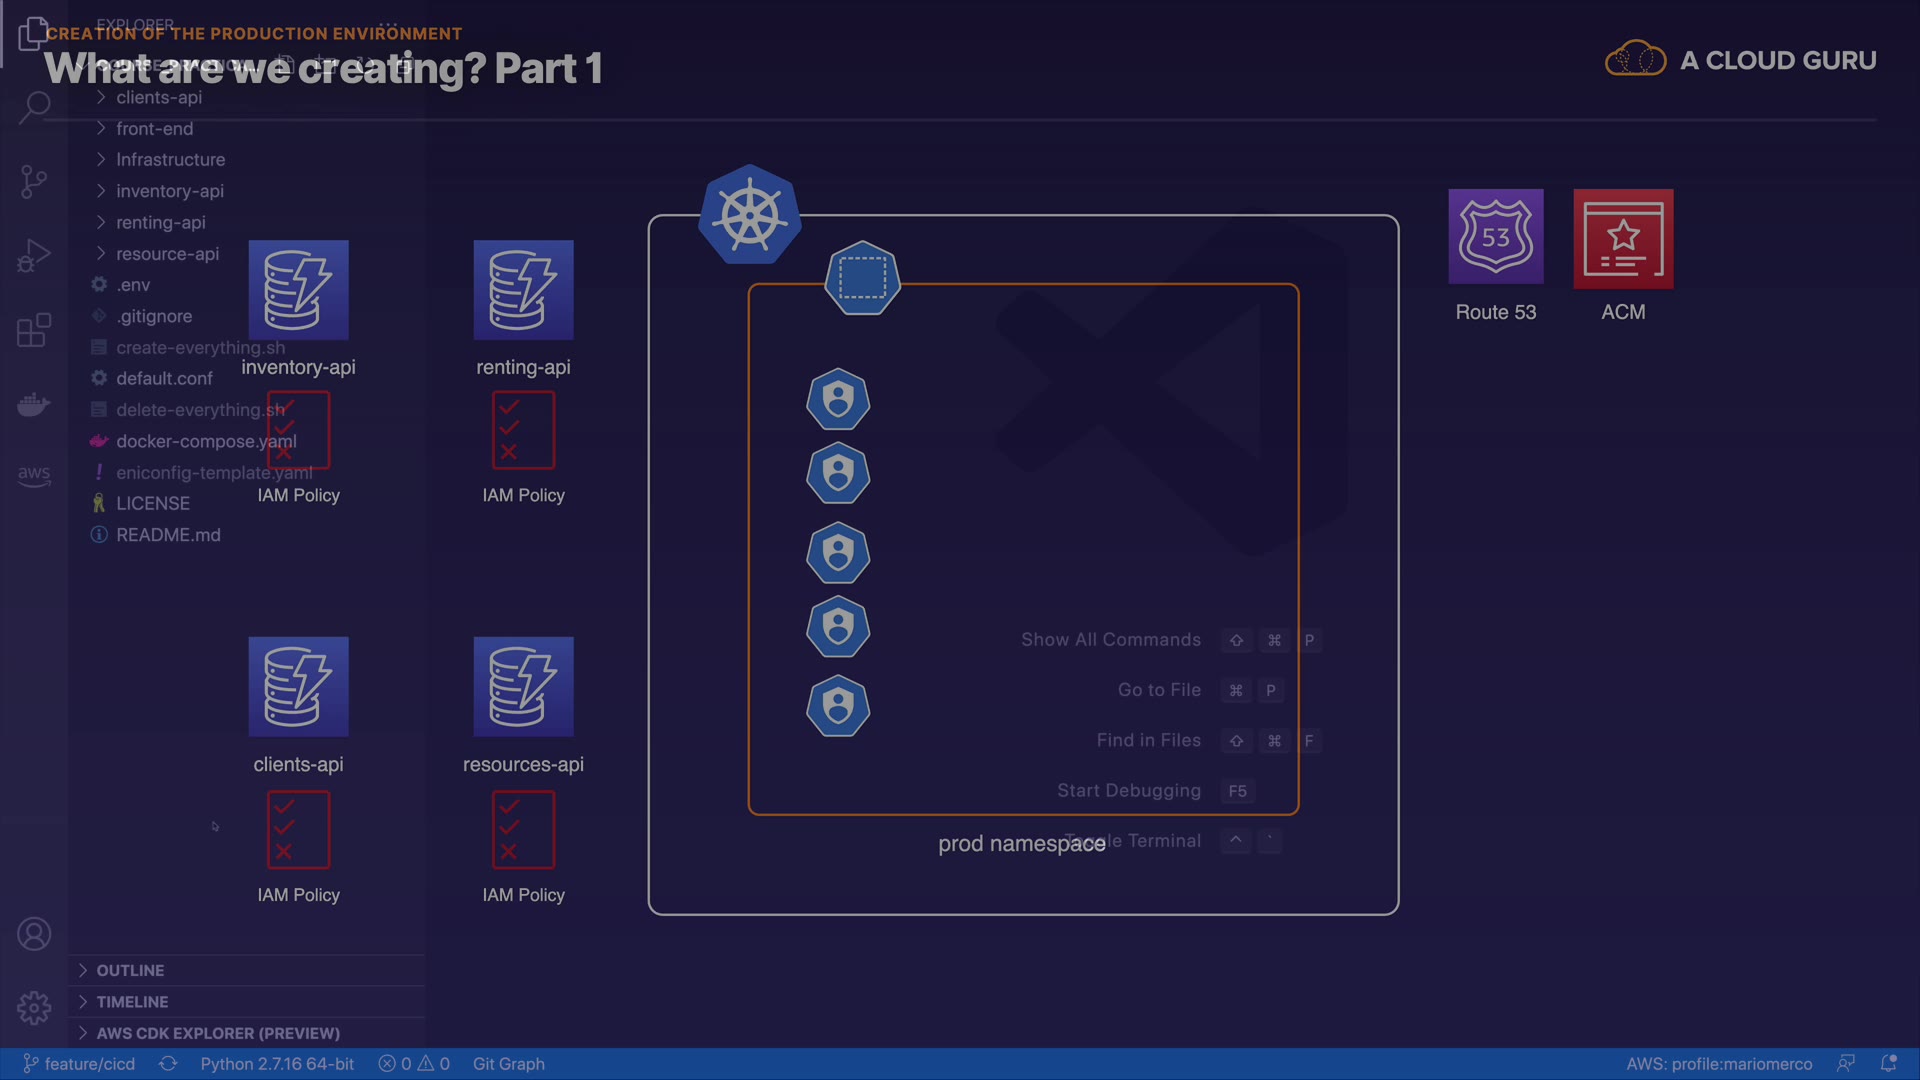 EXPLORER
CREATION OF THE PRODUCTION ENVIRONMENT
What are we creating? Part 1
A CLOUD GURU
clients-api
front-end
Infrastructure
inventory-api
renting-api
resource-api
.env
.gitignore
create-everything.sh
default.conf
delete-everything.sh
docker-compose.yaml
eniconfig-template.yaml
LICENSE
README.md
aws
inventory-api
renting-api
IAM Policy
IAM Policy
clients-api
resources-api
IAM Policy
IAM Policy
53
Route 53
ACM
Show All Commands ⇧ ⌘ P
Go to File ⌘ P
Find in Files ⇧ ⌘ F
Start Debugging F5
Toggle Terminal ^ `
prod namespace
OUTLINE
TIMELINE
AWS CDK EXPLORER (PREVIEW)
feature/cicd
Python 2.7.16 64-bit
0
0
Git Graph
AWS: profile:mariomerco